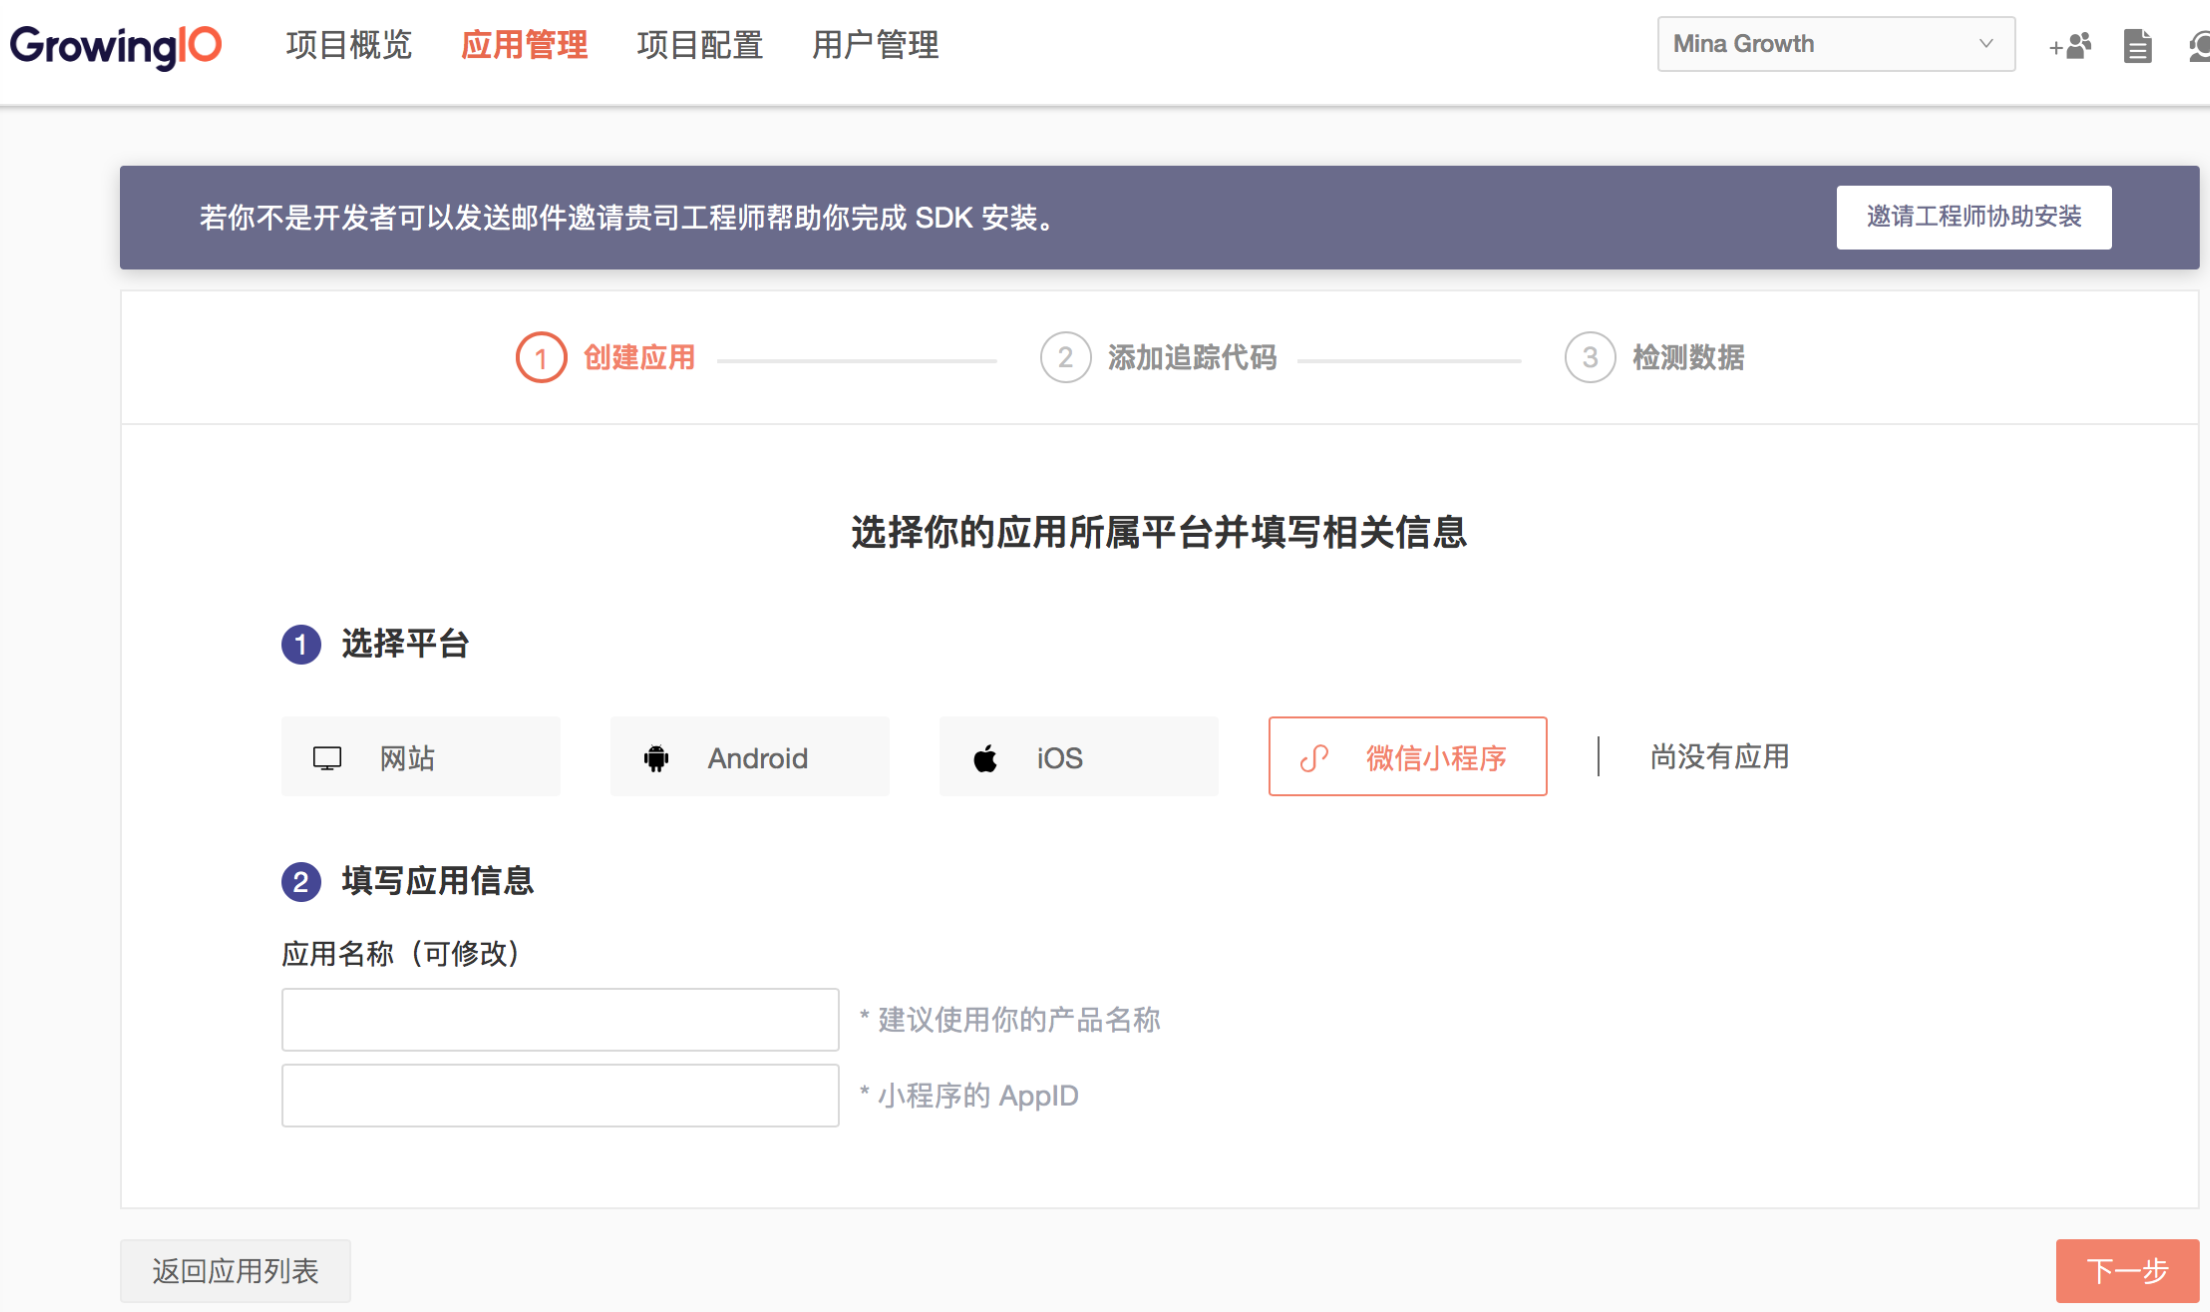 GrowingIO 项目概览 应用管理 项目配置 用户管理 Mina Growth
若你不是开发者可以发送邮件邀请贵司工程师帮助你完成 SDK 安装。 邀请工程师协助安装
1 创建应用 2 添加追踪代码 3 检测数据
选择你的应用所属平台并填写相关信息
1 选择平台
网站 Android iOS 微信小程序 尚没有应用
2 填写应用信息
应用名称（可修改）
* 建议使用你的产品名称
* 小程序的 AppID
返回应用列表 下一步